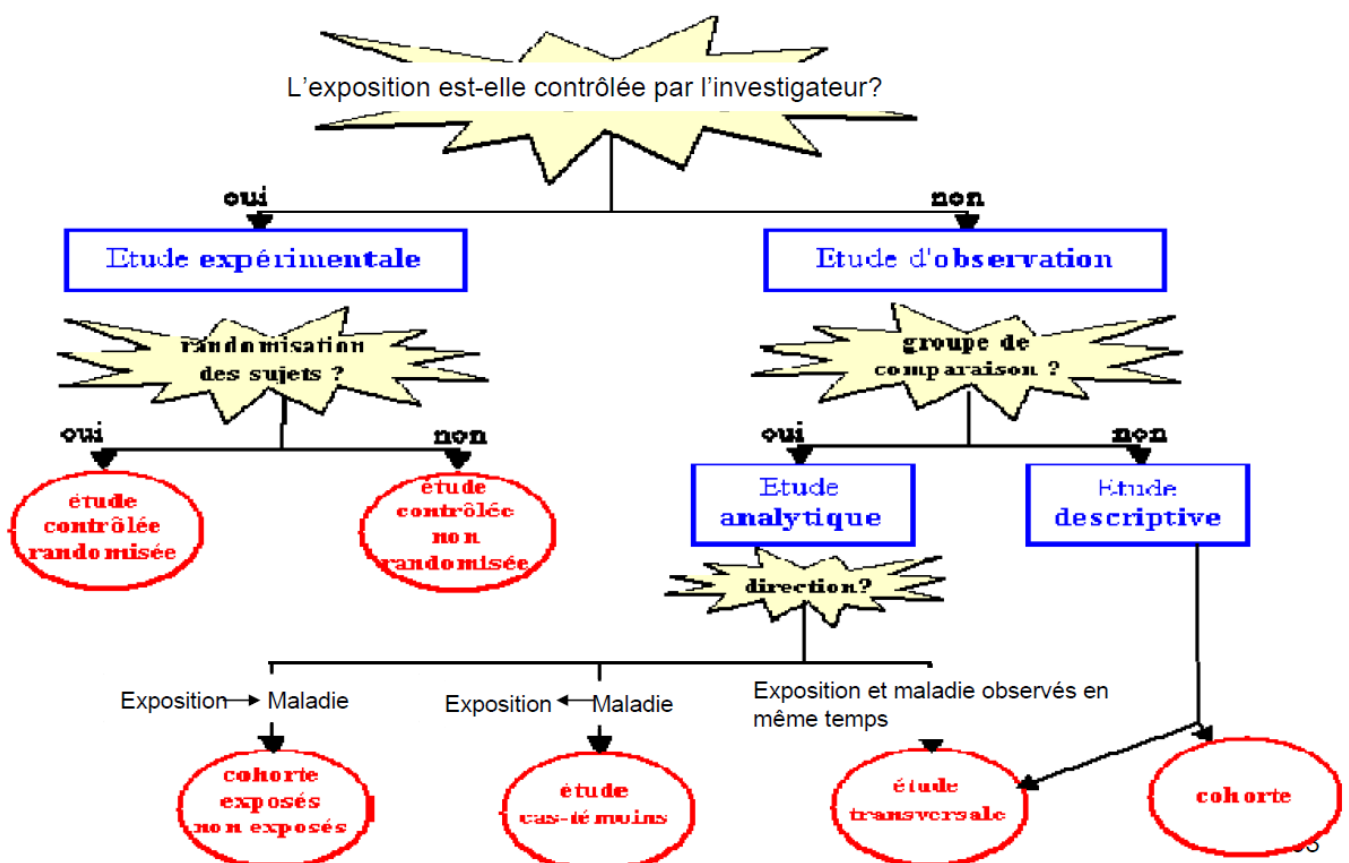 L'exposition est-elle contrôlée par l'investigateur?
oui
non
Etude expérimentale
Etude d'observation
randomisation
des sujets ?
groupe de
comparaison ?
oui
non
oui
non
étude
contrôlée
randomisée
étude
contrôlée
non
randomisée
Etude
analytique
Etude
descriptive
direction?
Exposition → Maladie
Exposition ← Maladie
Exposition et maladie observés en
même temps
cohorte
exposés
non exposés
étude
cas-témoins
étude
transversale
cohorte